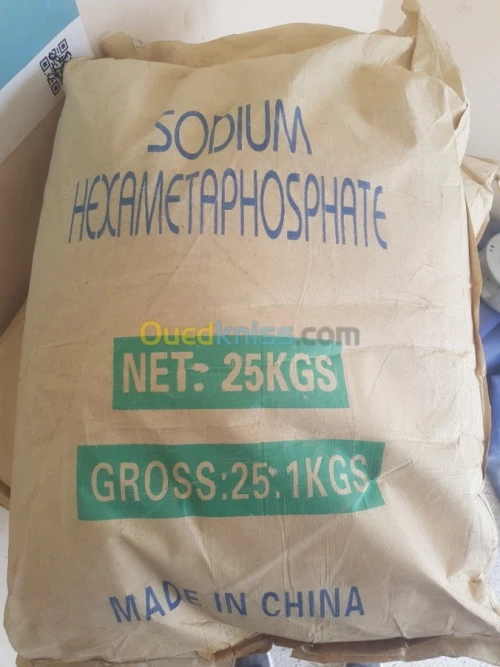 SODIUM
HEXAMETAPHOSPHATE
Ouedkniss.com
NET: 25KGS
GROSS:25.1KGS
MADE IN CHINA